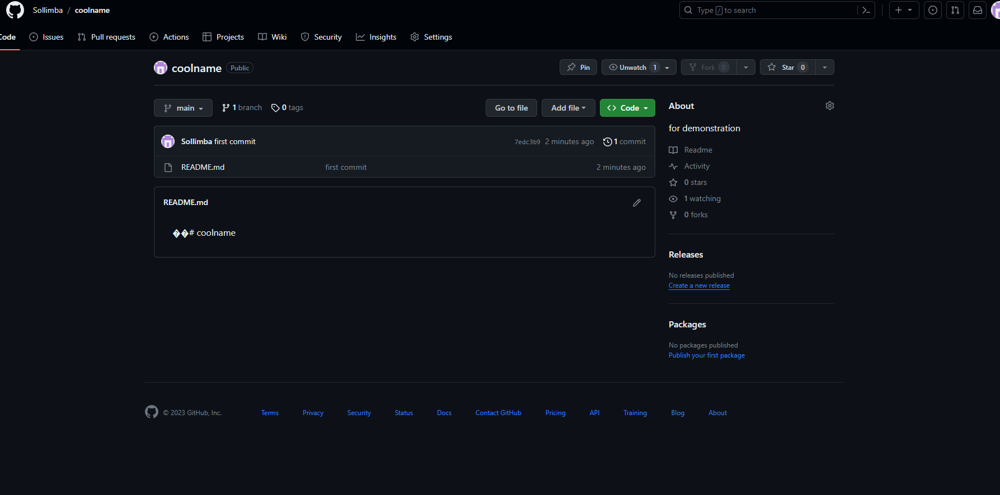 Sollimba / coolname
Type / to search
Code Issues Pull requests Actions Projects Wiki Security Insights Settings
coolname Public
Pin Unwatch 1 Fork 0 Star 0
main 1 branch 0 tags Go to file Add file Code
Sollimba first commit 7edc3b9 2 minutes ago 1 commit
README.md first commit 2 minutes ago
README.md
��# coolname
About
for demonstration
Readme
Activity
0 stars
1 watching
0 forks
Releases
No releases published
Create a new release
Packages
No packages published
Publish your first package
© 2023 GitHub, Inc. Terms Privacy Security Status Docs Contact GitHub Pricing API Training Blog About